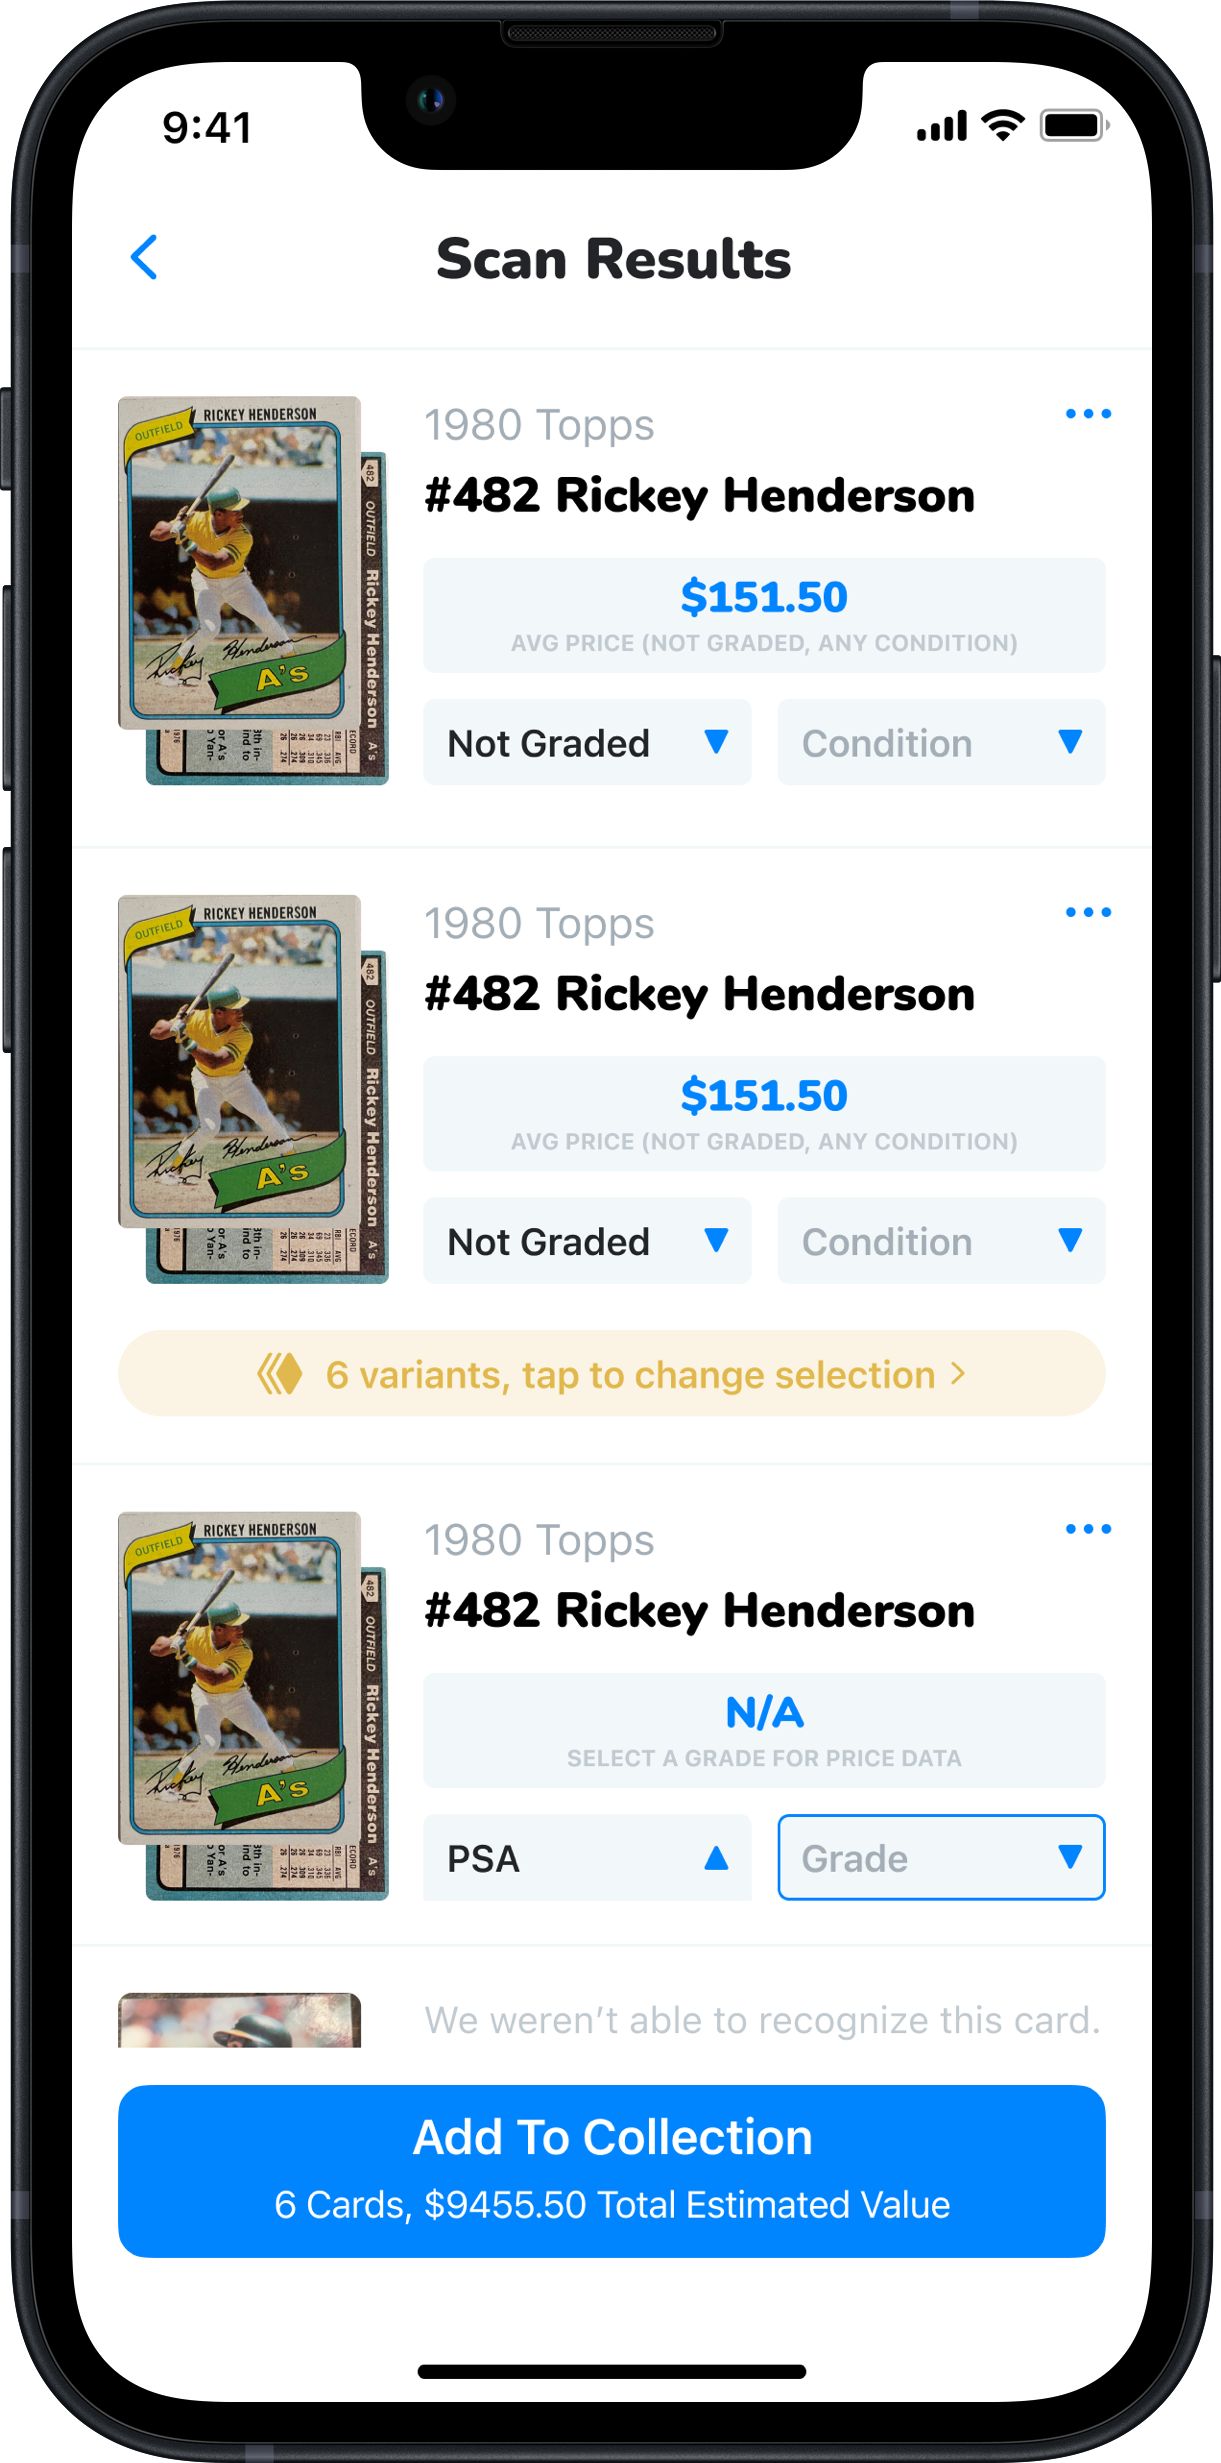 9:41
Scan Results
RICKEY HENDERSON
OUTFIELD
A's
482
OUTFIELD
Rickey Henderson A's
1980 Topps
#482 Rickey Henderson
$151.50
AVG PRICE (NOT GRADED, ANY CONDITION)
Not Graded
Condition
RICKEY HENDERSON
OUTFIELD
A's
482
OUTFIELD
Rickey Henderson A's
1980 Topps
#482 Rickey Henderson
$151.50
AVG PRICE (NOT GRADED, ANY CONDITION)
Not Graded
Condition
6 variants, tap to change selection >
RICKEY HENDERSON
OUTFIELD
A's
482
OUTFIELD
Rickey Henderson A's
1980 Topps
#482 Rickey Henderson
N/A
SELECT A GRADE FOR PRICE DATA
PSA
Grade
We weren’t able to recognize this card.
Add To Collection
6 Cards, $9455.50 Total Estimated Value